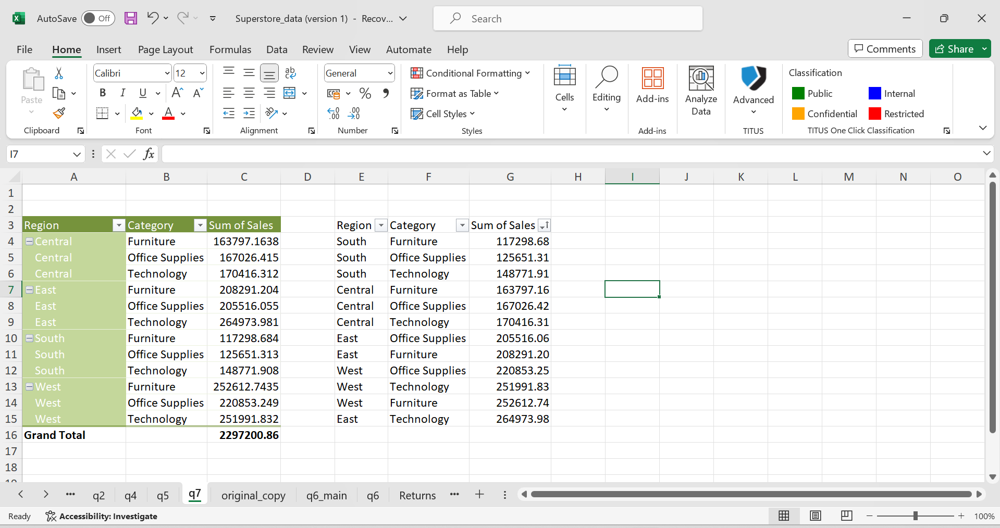 AutoSave Off Superstore_data (version 1) - Recov... Search
File Home Insert Page Layout Formulas Data Review View Automate Help Comments Share
Paste
Clipboard
Calibri 12
B I U A A
A
Font
ab
Alignment
General
% 9
.00
Number
Conditional Formatting
Format as Table
Cell Styles
Styles
Cells
Editing
Add-ins
Add-ins
Analyze
Data
Advanced
TITUS
Classification
Public Internal
Confidential Restricted
TITUS One Click Classification
I7 fx
A B C D E F G H I J K L M N O
1
2
3 Region Category Sum of Sales Region Category Sum of Sales
4 Central Furniture 163797.1638 South Furniture 117298.68
5 Central Office Supplies 167026.415 South Office Supplies 125651.31
6 Central Technology 170416.312 South Technology 148771.91
7 East Furniture 208291.204 Central Furniture 163797.16
8 East Office Supplies 205516.055 Central Office Supplies 167026.42
9 East Technology 264973.981 Central Technology 170416.31
10 South Furniture 117298.684 East Office Supplies 205516.06
11 South Office Supplies 125651.313 East Furniture 208291.20
12 South Technology 148771.908 West Office Supplies 220853.25
13 West Furniture 252612.7435 West Technology 251991.83
14 West Office Supplies 220853.249 West Furniture 252612.74
15 West Technology 251991.832 East Technology 264973.98
16 Grand Total 2297200.86
17
18
... q2 q4 q5 q7 original_copy q6_main q6 Returns ... +
Ready Accessibility: Investigate 100%